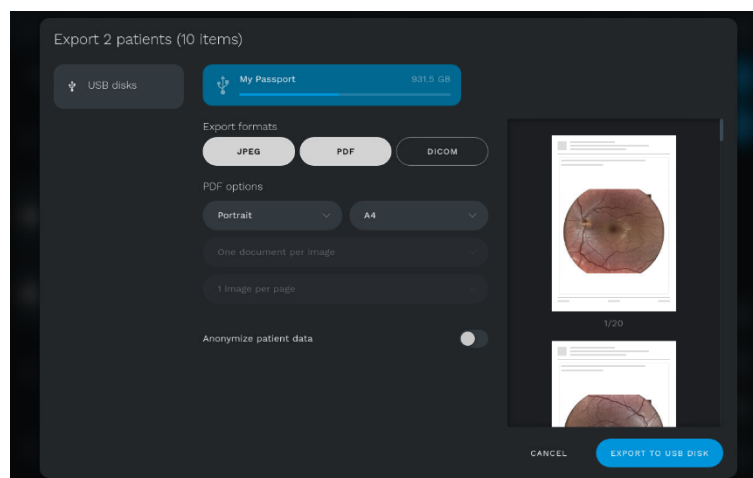 Export 2 patients (10 items)
USB disks
My Passport 931.5 GB
Export formats
JPEG PDF DICOM
PDF options
Portrait A4
One document per image
1 image per page
Anonymize patient data
1/20
CANCEL EXPORT TO USB DISK